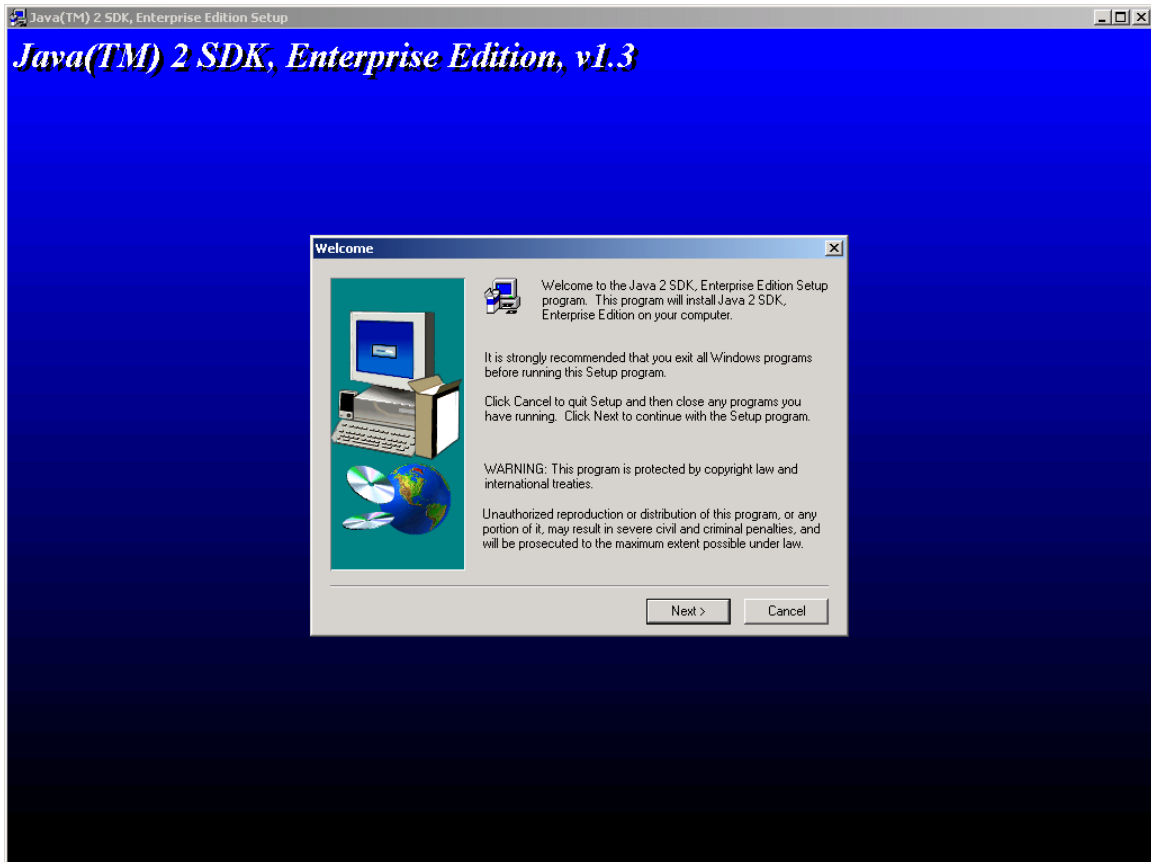 Java(TM) 2 SDK, Enterprise Edition Setup
Java(TM) 2 SDK, Enterprise Edition, v1.3
Welcome
Welcome to the Java 2 SDK, Enterprise Edition Setup
program. This program will install Java 2 SDK,
Enterprise Edition on your computer.
It is strongly recommended that you exit all Windows programs
before running this Setup program.
Click Cancel to quit Setup and then close any programs you
have running. Click Next to continue with the Setup program.
WARNING: This program is protected by copyright law and
international treaties.
Unauthorized reproduction or distribution of this program, or any
portion of it, may result in severe civil and criminal penalties, and
will be prosecuted to the maximum extent possible under law.
Next >
Cancel